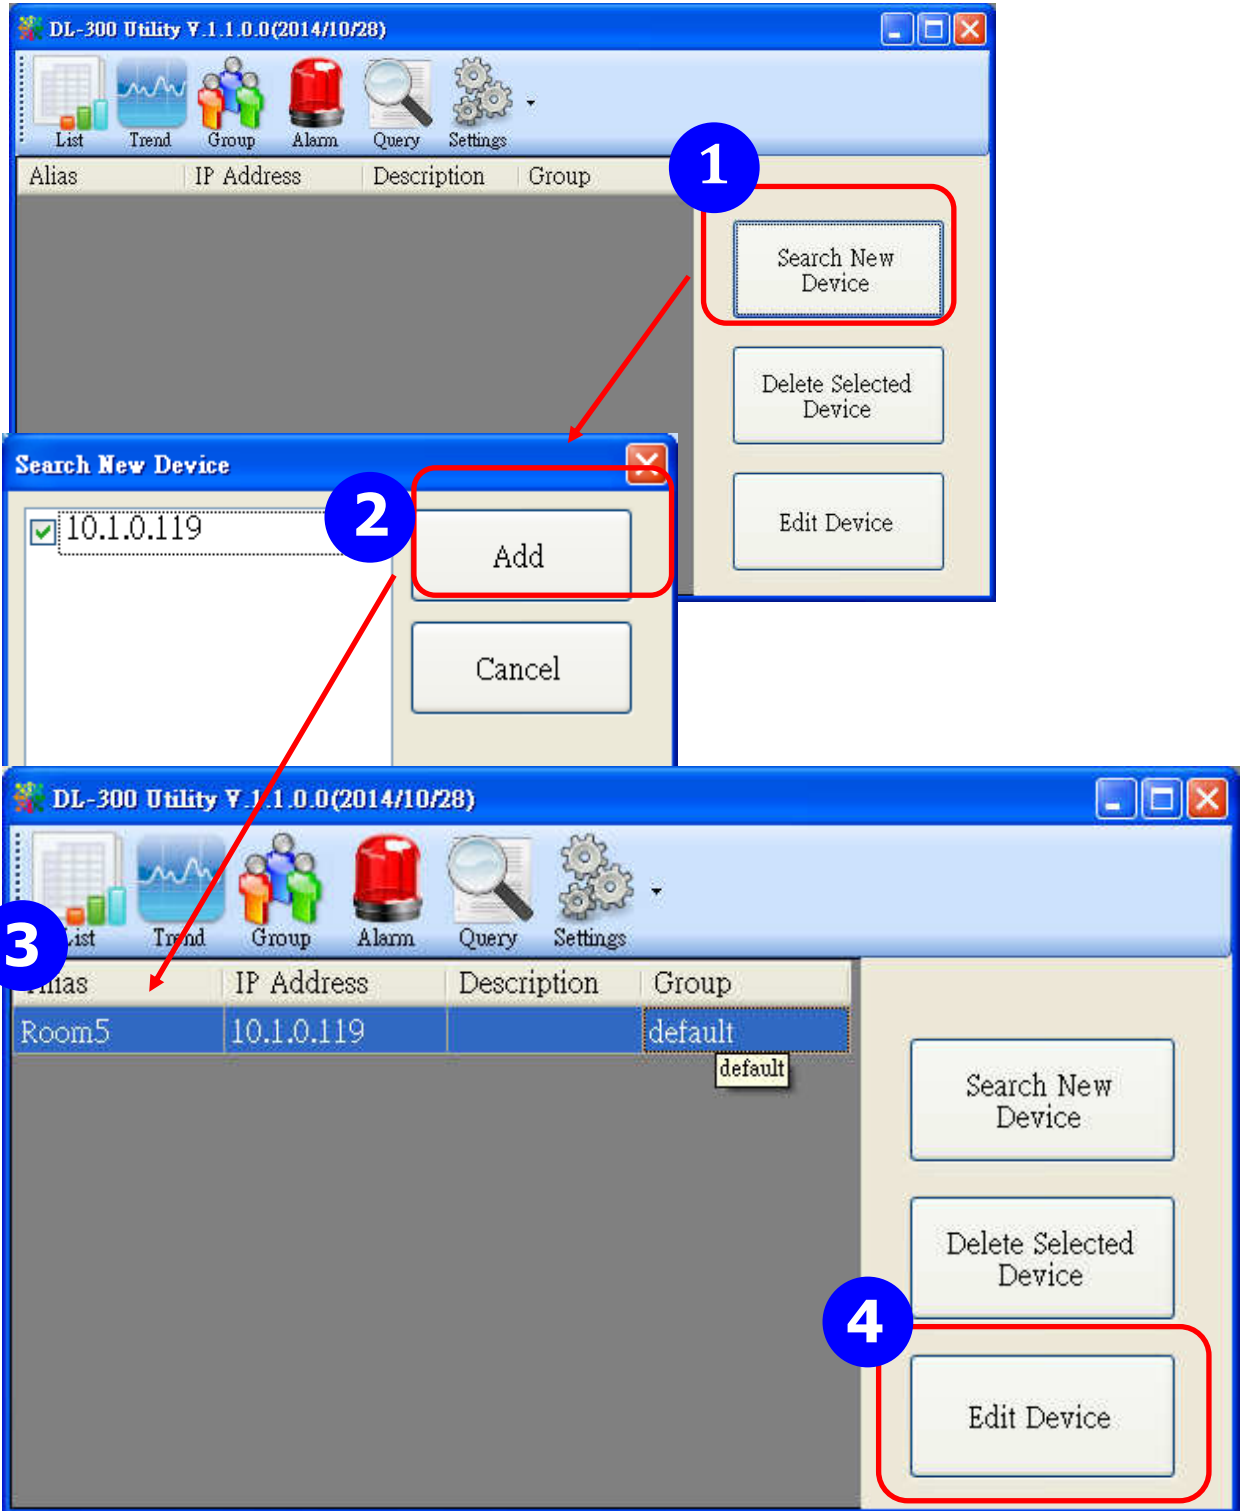 DL-300 Utility V.1.1.0.0(2014/10/28)
List Trend Group Alarm Query Settings
1
Alias IP Address Description Group
Search New
Device
Delete Selected
Device
Edit Device
Search New Device
2
10.1.0.119
Add
Cancel
DL-300 Utility V.1.1.0.0(2014/10/28)
List Trend Group Alarm Query Settings
3
Alias IP Address Description Group
Room5 10.1.0.119 default
default
Search New
Device
Delete Selected
Device
4
Edit Device